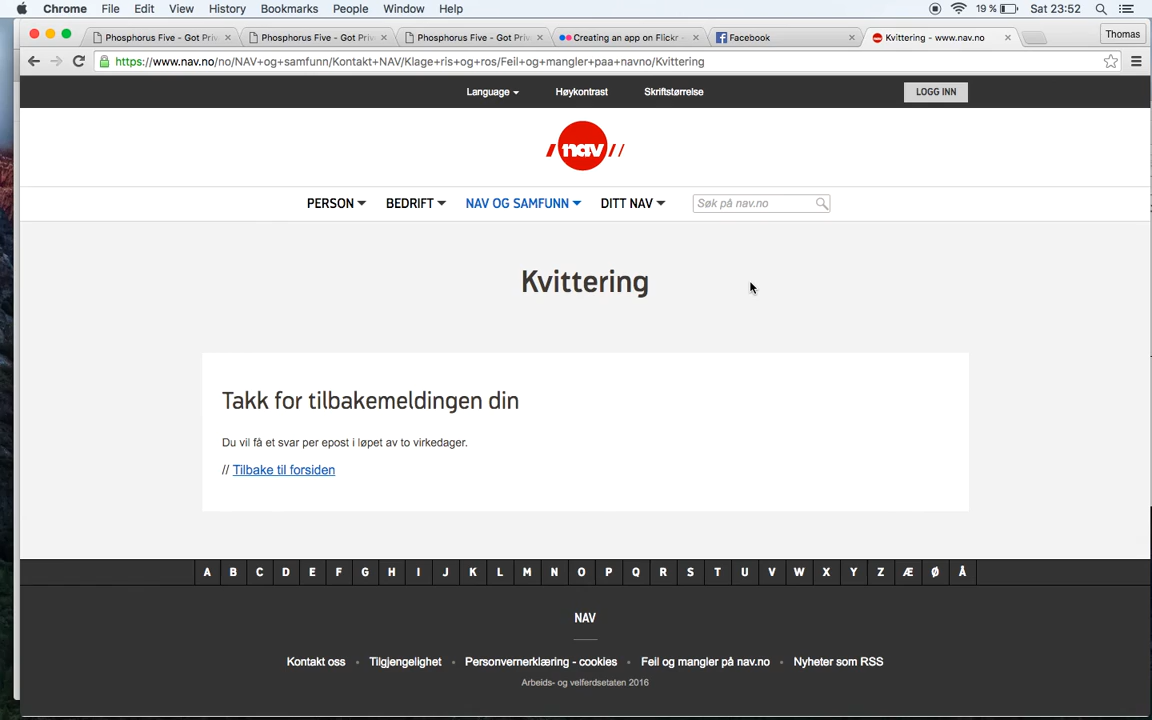 Chrome File Edit View History Bookmarks People Window Help 19 % Sat 23:52
Phosphorus Five - Got Priv Phosphorus Five - Got Priv Phosphorus Five - Got Priv Creating an app on Flickr - Facebook Kvittering - www.nav.no Thomas
https://www.nav.no/no/NAV+og+samfunn/Kontakt+NAV/Klage+ris+og+ros/Feil+og+mangler+paa+navno/Kvittering
Language Høykontrast Skriftstørrelse LOGG INN
nav
PERSON BEDRIFT NAV OG SAMFUNN DITT NAV Søk på nav.no
Kvittering
Takk for tilbakemeldingen din
Du vil få et svar per epost i løpet av to virkedager.
// Tilbake til forsiden
A B C D E F G H I J K L M N O P Q R S T U V W X Y Z Æ Ø Å
NAV
Kontakt oss • Tilgjengelighet • Personvernerklæring - cookies • Feil og mangler på nav.no • Nyheter som RSS
Arbeids- og velferdsetaten 2016